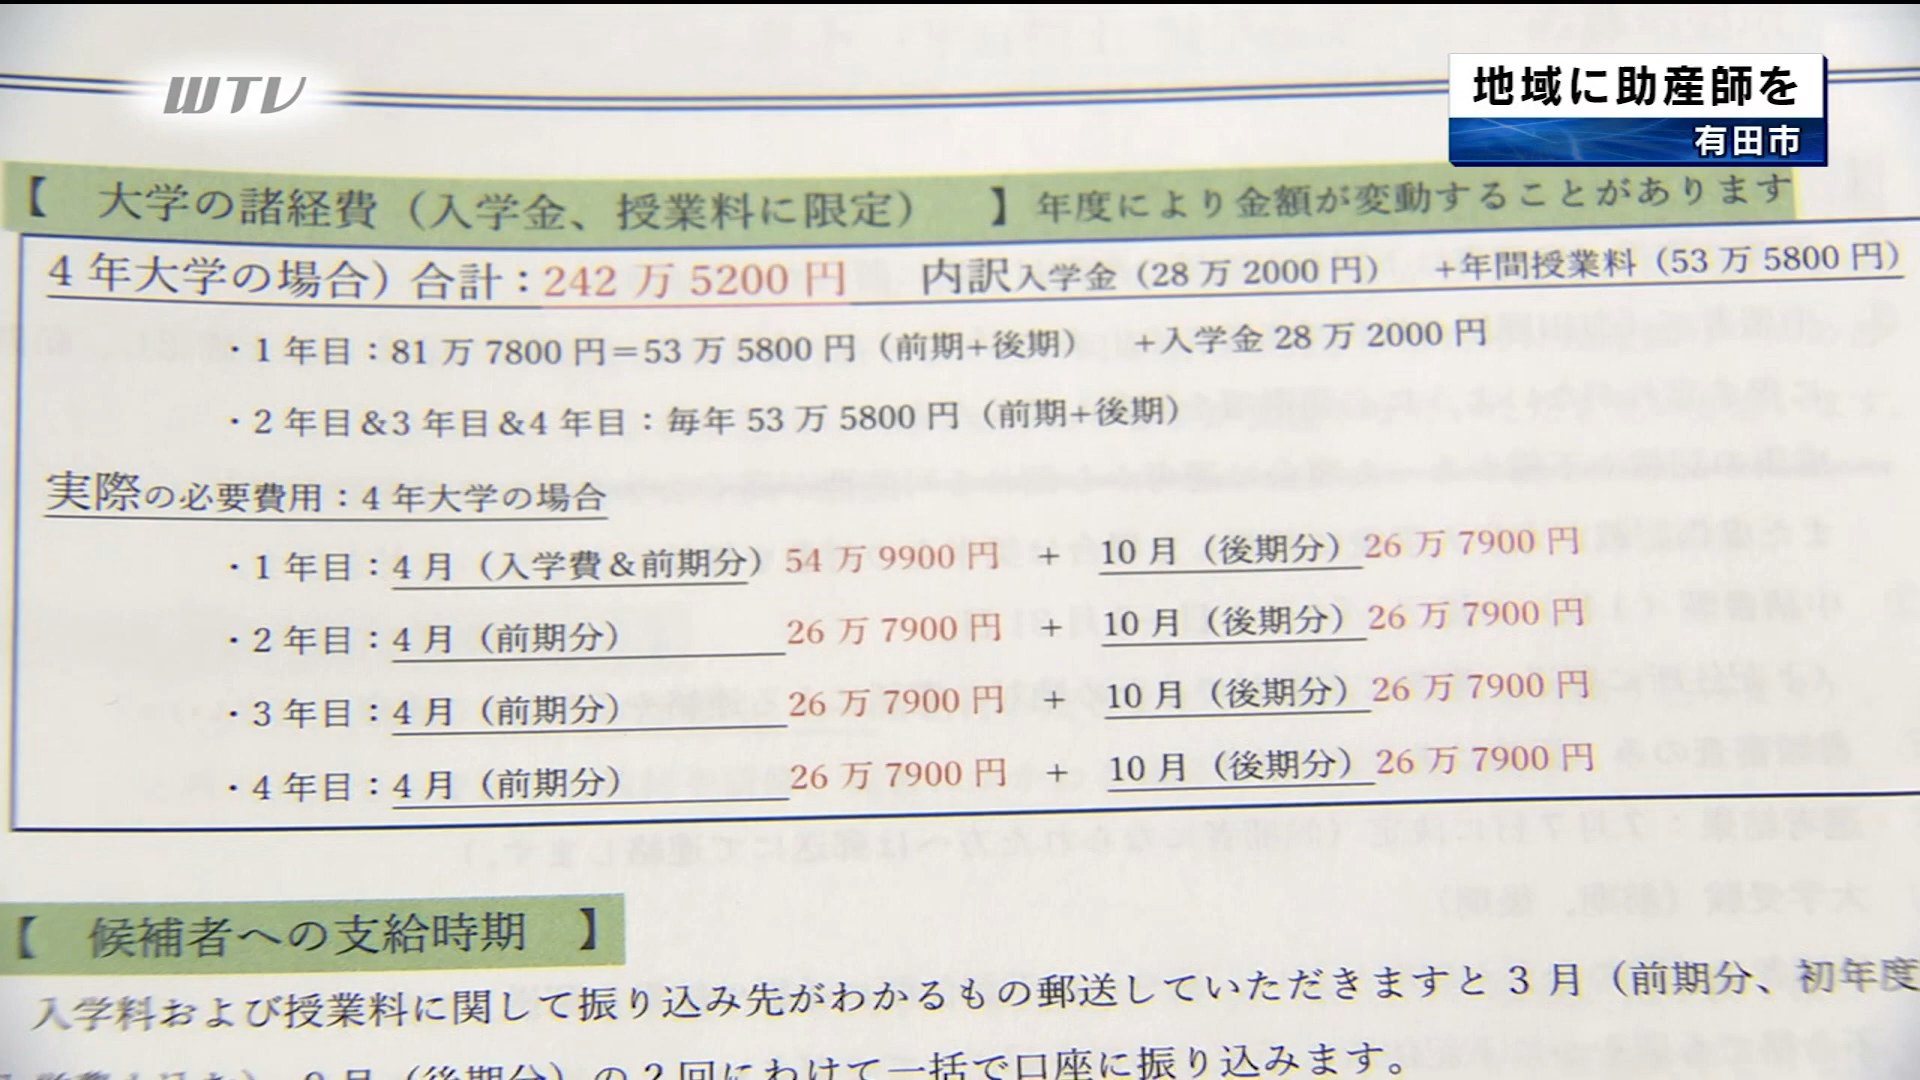 WTV
地域に助産師を
有田市
【 大学の諸経費（入学金、授業料に限定） 】年度により金額が変動することがあります
4年大学の場合）合計：242万5200円 内訳入学金（28万2000円） +年間授業料（53万5800円）
・1年目：81万7800円＝53万5800円（前期+後期） +入学金28万2000円
・2年目＆3年目＆4年目：毎年53万5800円（前期+後期）
実際の必要費用：4年大学の場合
・1年目：4月（入学費＆前期分）54万9900円 + 10月（後期分）26万7900円
・2年目：4月（前期分） 26万7900円 + 10月（後期分）26万7900円
・3年目：4月（前期分） 26万7900円 + 10月（後期分）26万7900円
・4年目：4月（前期分） 26万7900円 + 10月（後期分）26万7900円
【 候補者への支給時期 】
入学料および授業料に関して振り込み先がわかるもの郵送していただきますと3月（前期分、初年度
9月（後期分）の2回にわけて一括で口座に振り込みます。